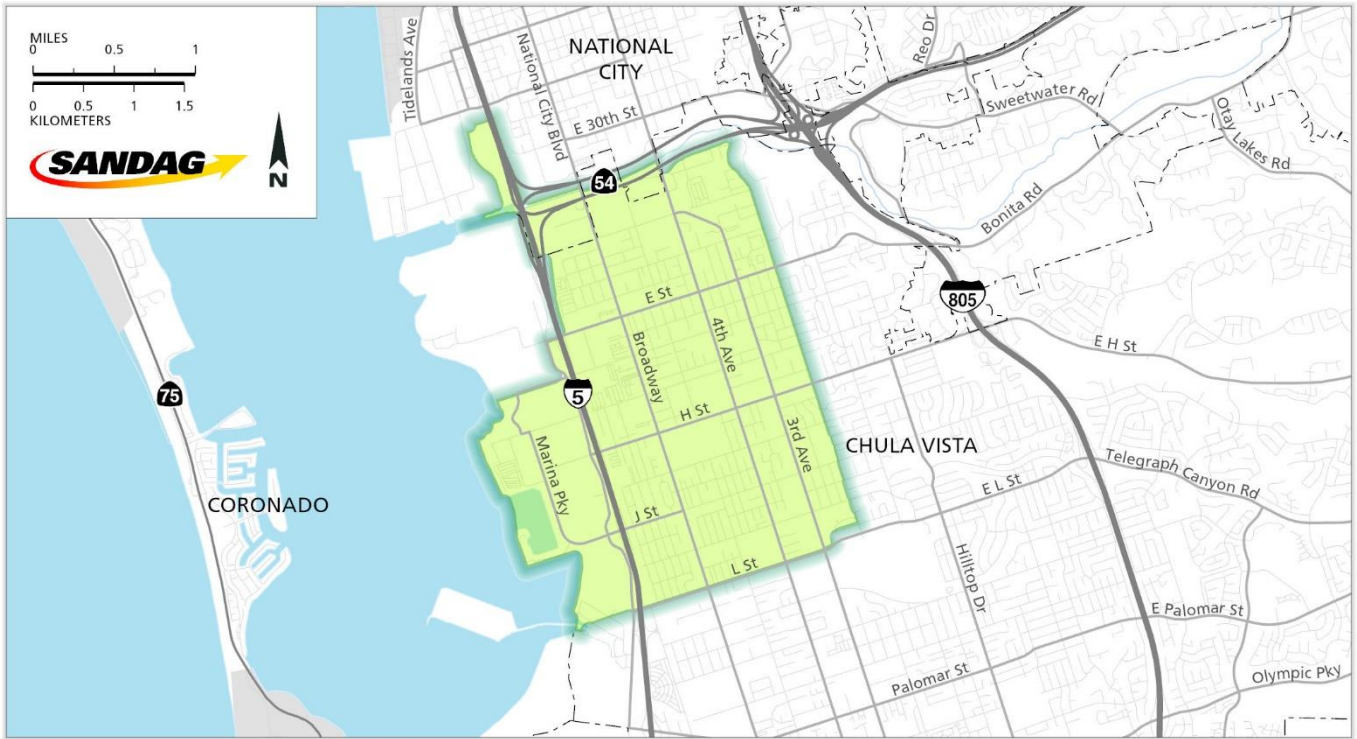 MILES
0 0.5 1
0 0.5 1 1.5
KILOMETERS
SANDAG
N
Tidelands Ave
National City Blvd
NATIONAL
CITY
E 30th St
Reo Dr
Sweetwater Rd
Otay Lakes Rd
Bonita Rd
54
E St
805
75
5
Broadway
4th Ave
E H St
H St
Marina Pky
3rd Ave
CHULA VISTA
Telegraph Canyon Rd
CORONADO
E L St
J St
L St
Hilltop Dr
E Palomar St
Palomar St
Olympic Pky